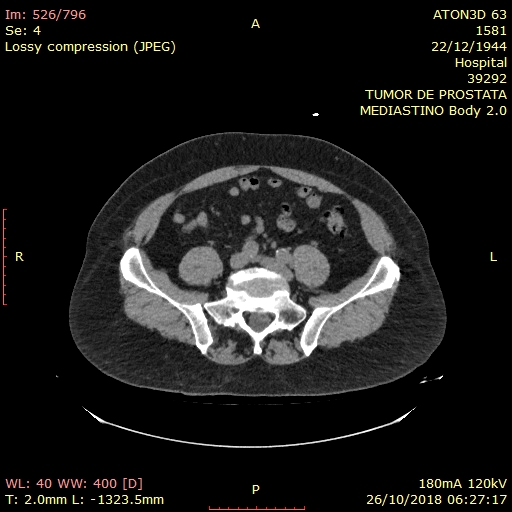 Im: 526/796
Se: 4
Lossy compression (JPEG)
A
ATON3D 63
1581
22/12/1944
Hospital
39292
TUMOR DE PROSTATA
MEDIASTINO Body 2.0
R
L
WL: 40 WW: 400 [D]
T: 2.0mm L: -1323.5mm
P
180mA 120kV
26/10/2018 06:27:17